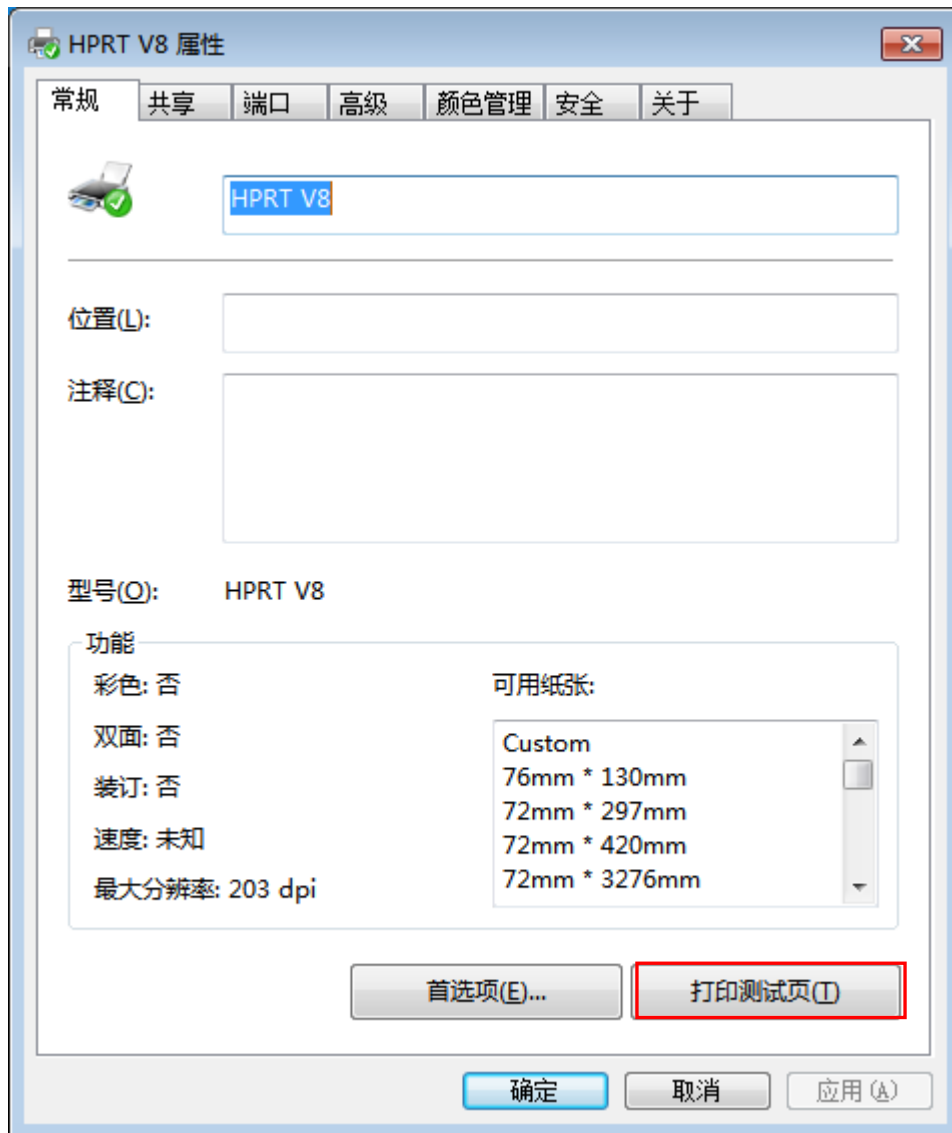 HPRT V8 属性
常规 共享 端口 高级 颜色管理 安全 关于
HPRT V8
位置(L):
注释(C):
型号(O): HPRT V8
功能
彩色: 否
可用纸张:
双面: 否
装订: 否
速度: 未知
最大分辨率: 203 dpi
Custom
76mm * 130mm
72mm * 297mm
72mm * 420mm
72mm * 3276mm
首选项(E)... 打印测试页(T)
确定 取消 应用(A)